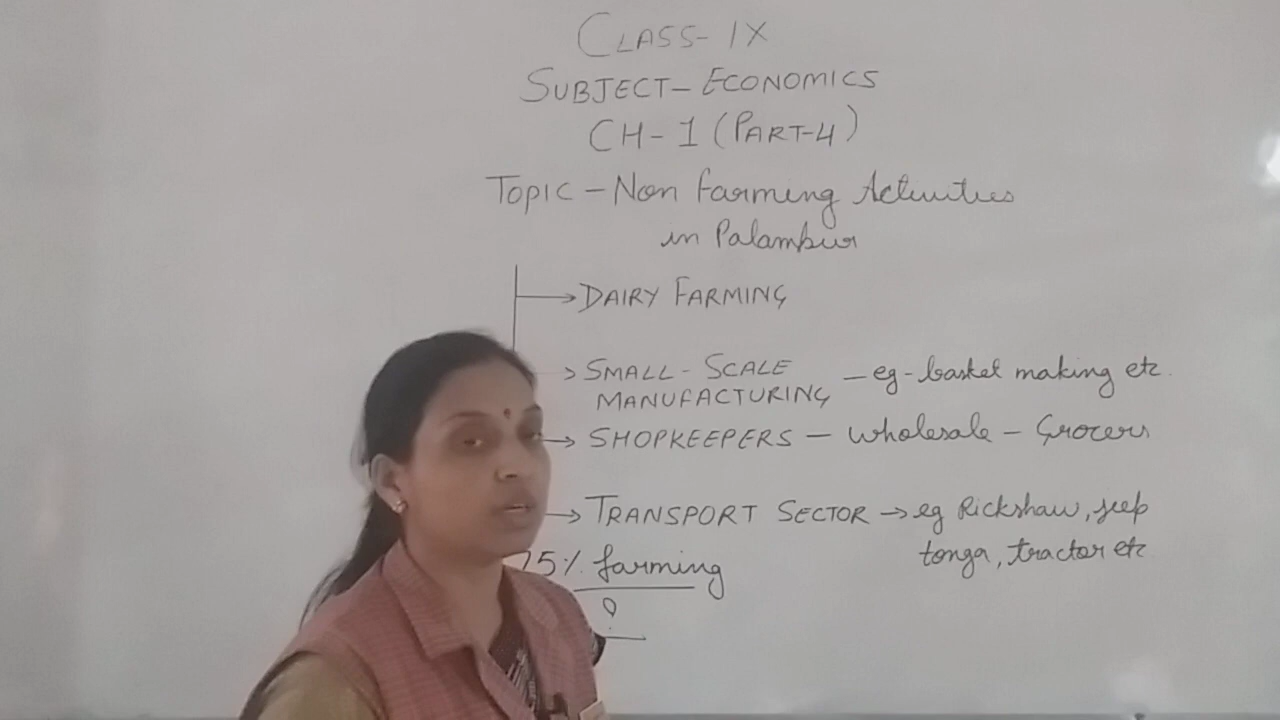 CLASS-IX
SUBJECT-ECONOMICS
CH-1 (PART-4)
TOPIC - Non Farming Activities
in Palampur
→ DAIRY FARMING
→ SMALL-SCALE MANUFACTURING - eg-basket making etc.
→ SHOPKEEPERS - Wholesale - Grocers
→ TRANSPORT SECTOR → eg Rickshaw, jeep
tonga, tractor etc
75% farming